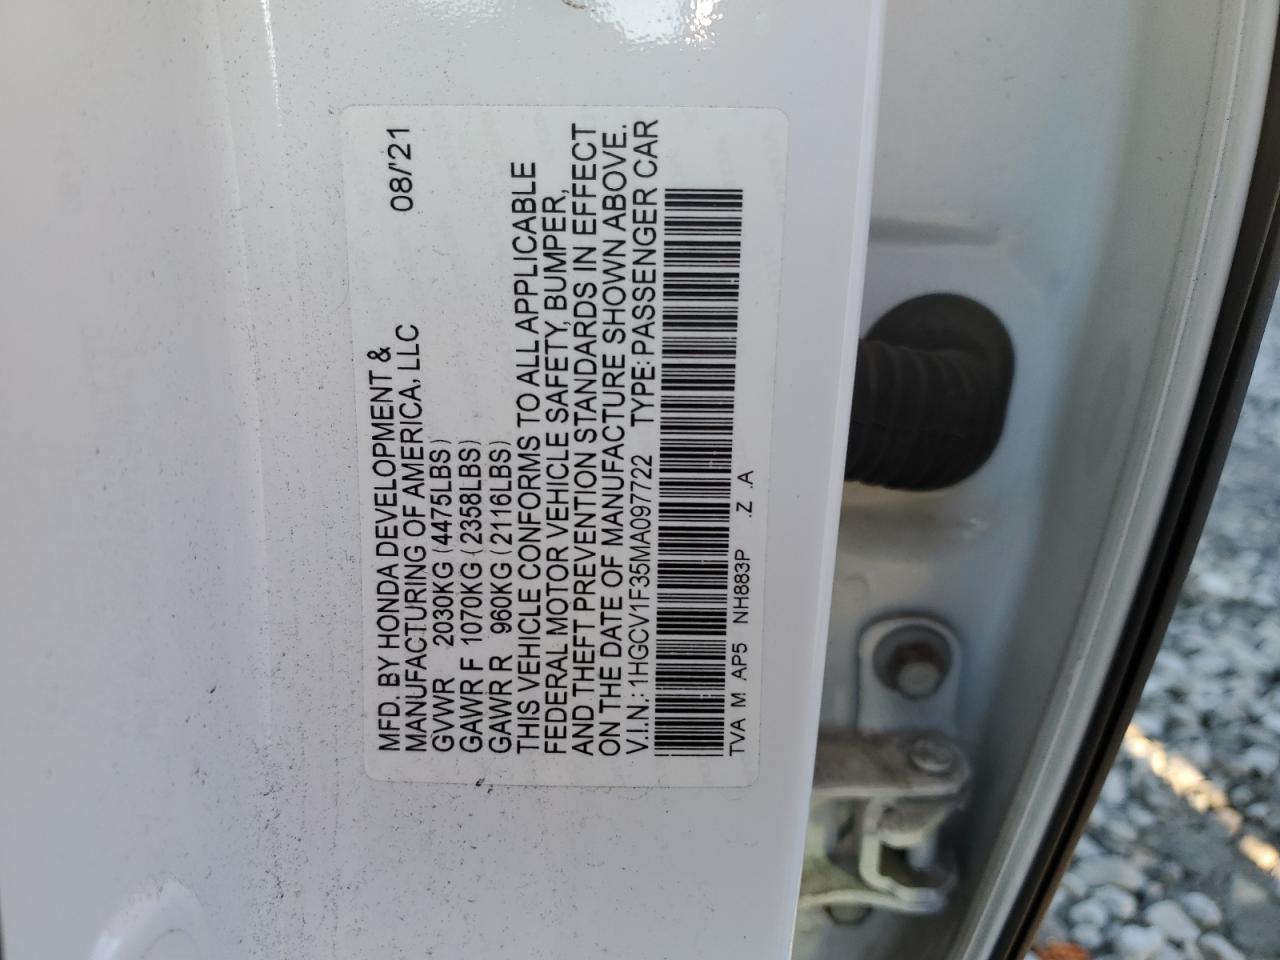 MFD. BY HONDA DEVELOPMENT &
MANUFACTURING OF AMERICA, LLC 08/'21
GVWR 2030KG (4475LBS)
GAWR F 1070KG (2358LBS)
GAWR R 960KG (2116LBS)
THIS VEHICLE CONFORMS TO ALL APPLICABLE
FEDERAL MOTOR VEHICLE SAFETY, BUMPER,
AND THEFT PREVENTION STANDARDS IN EFFECT
ON THE DATE OF MANUFACTURE SHOWN ABOVE.
V.I.N.: 1HGCV1F35MA097722 TYPE: PASSENGER CAR
TVA M AP5 NH883P .Z .A